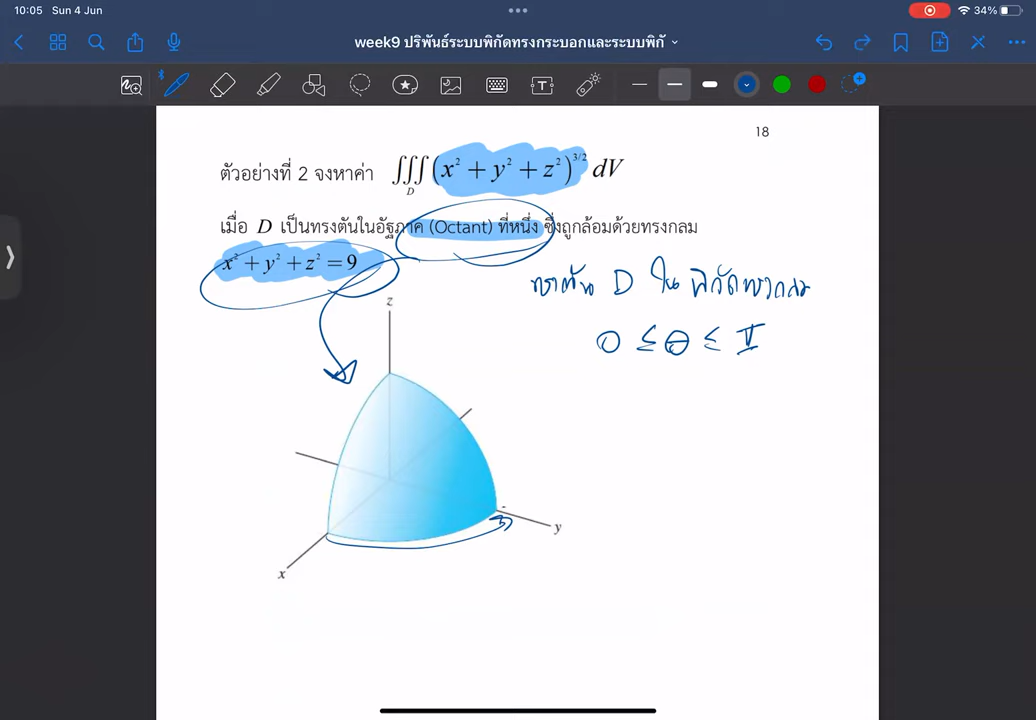 10:05 Sun 4 Jun
34%
week9 ปริพันธ์ระบบพิกัดทรงกระบอกและระบบพิกั
18
ตัวอย่างที่ 2 จงหาค่า ∭_D (x² + y² + z²)^{3/2} dV
เมื่อ D เป็นทรงตันในอัฐภาค (Octant) ที่หนึ่ง ซึ่งถูกล้อมด้วยทรงกลม
x² + y² + z² = 9
ทรงตัน D ใน พิกัดทรงกลม
0 ≤ θ ≤ π
z
y
x